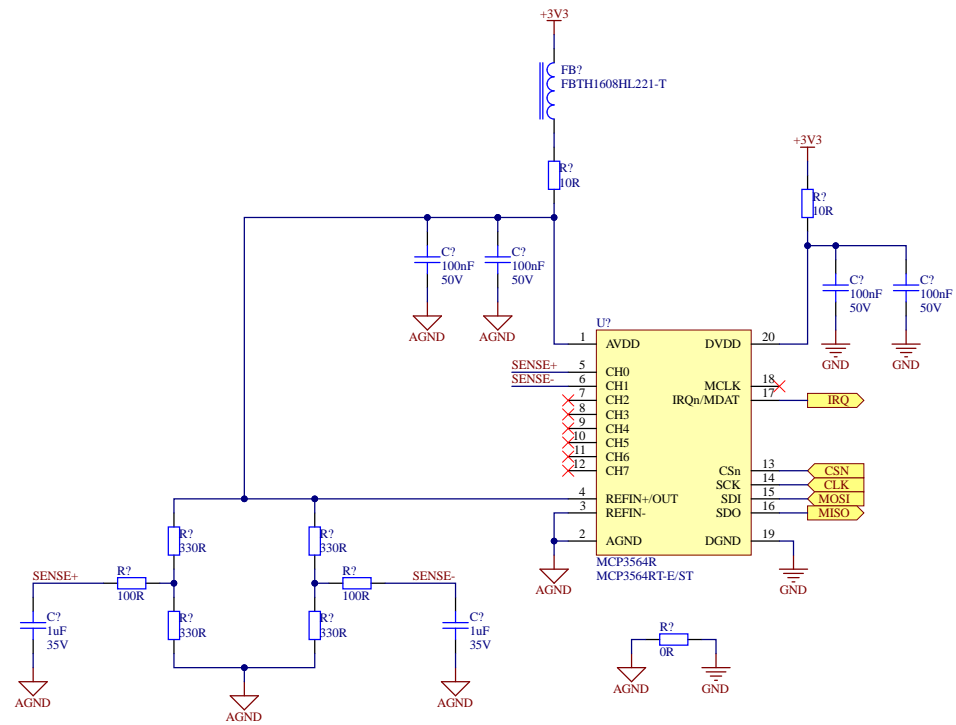 +3V3
FB?
FBTH1608HL221-T
R?
10R
+3V3
R?
10R
C?
100nF
50V
C?
100nF
50V
C?
100nF
50V
C?
100nF
50V
AGND
AGND
GND
GND
U?
1 AVDD DVDD 20
SENSE+ 5 CH0
SENSE- 6 CH1 MCLK 18
7 CH2 IRQn/MDAT 17 IRQ
8 CH3
9 CH4
10 CH5
11 CH6
12 CH7 CSn 13 CSN
SCK 14 CLK
4 REFIN+/OUT SDI 15 MOSI
3 REFIN- SDO 16 MISO
2 AGND DGND 19
MCP3564R
MCP3564RT-E/ST
AGND
GND
R?
330R
R?
330R
SENSE+
R?
100R
R?
100R
SENSE-
C?
1uF
35V
R?
330R
R?
330R
C?
1uF
35V
R?
0R
AGND
GND
AGND
AGND
AGND